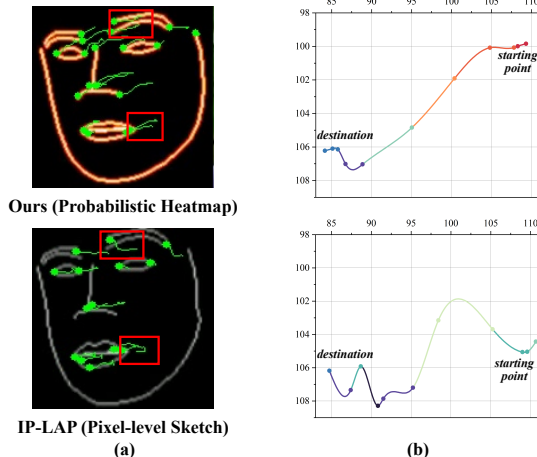 85 90 95 100 105 110
98
100
102
104
106
108
starting
point
destination
Ours (Probabilistic Heatmap)
85 90 95 100 105 110
98
100
102
104
106
108
destination
starting
point
IP-LAP (Pixel-level Sketch)
(a) (b)